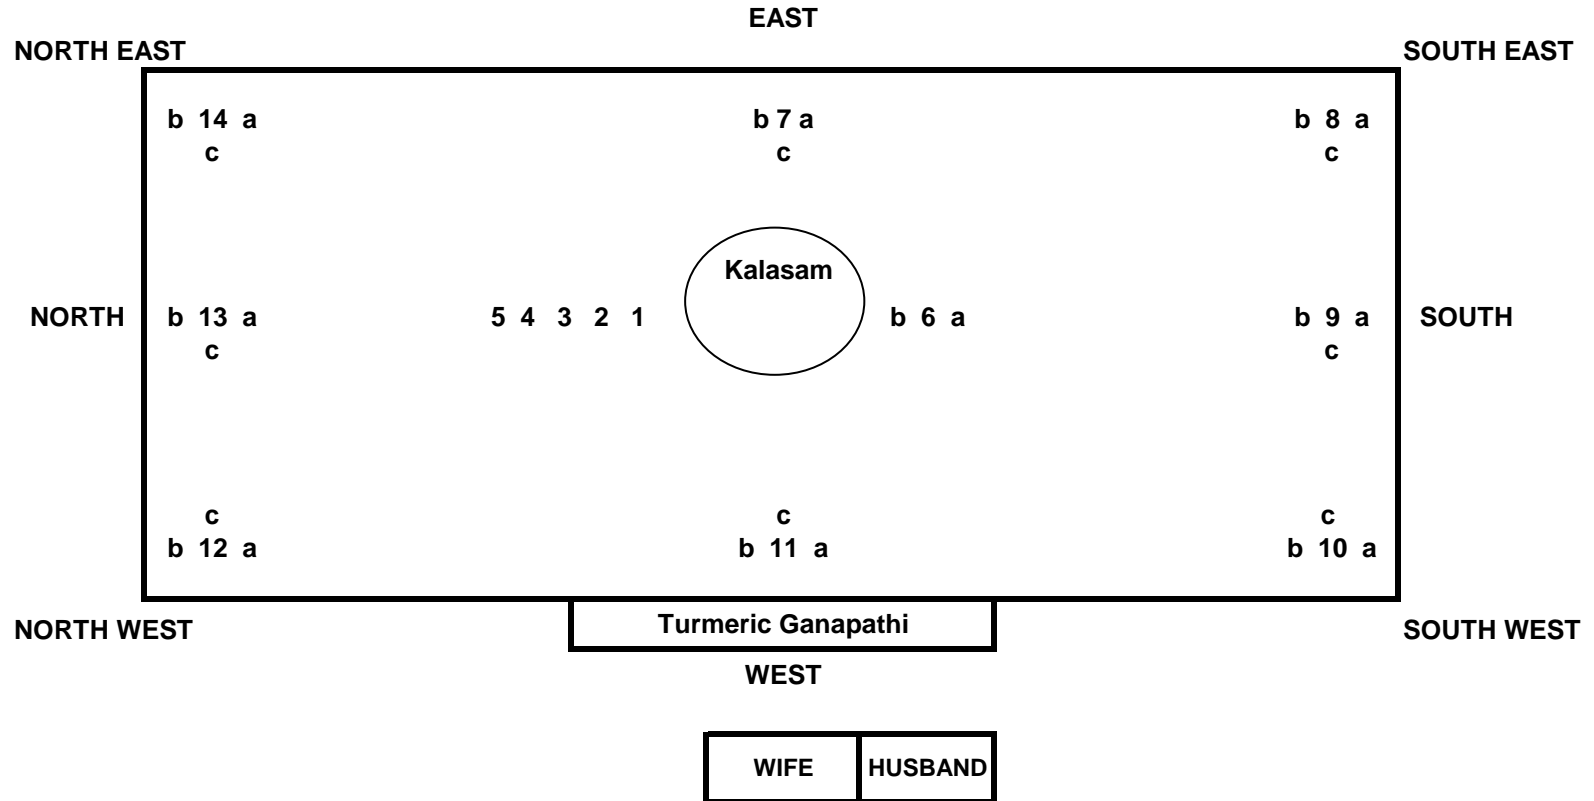 EAST
NORTH EAST SOUTH EAST
b 14 a b 7 a b 8 a
c c c
Kalasam
NORTH b 13 a 5 4 3 2 1 b 6 a b 9 a SOUTH
c c
c c c
b 12 a b 11 a b 10 a
NORTH WEST Turmeric Ganapathi SOUTH WEST
WEST
WIFE HUSBAND